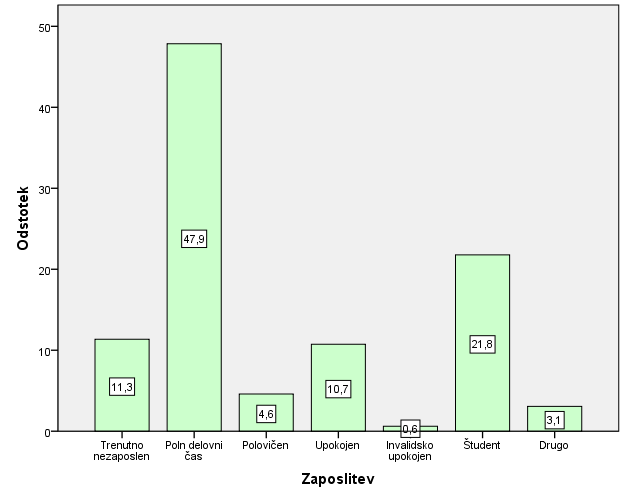 50
40
30
20
10
0
Odstotek
11,3
47,9
4,6
10,7
0,6
21,8
3,1
Trenutno
nezaposlen
Poln delovni
čas
Polovičen
Upokojen
Invalidsko
upokojen
Študent
Drugo
Zaposlitev